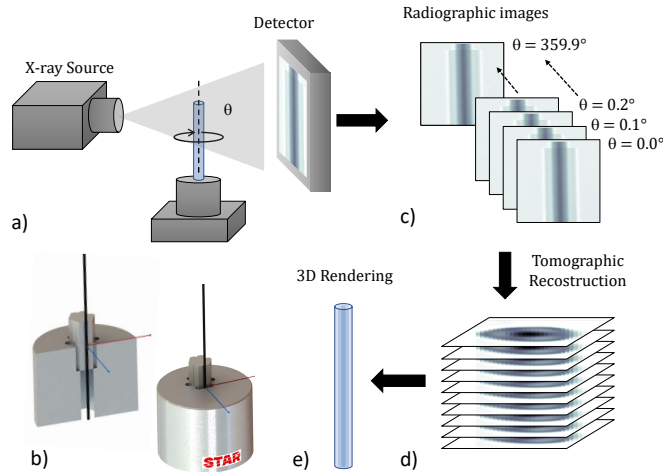 Detector
Radiographic images
X-ray Source
θ
θ = 359.9°
θ = 0.2°
θ = 0.1°
θ = 0.0°
a)
c)
3D Rendering
Tomographic
Recostruction
STAR
b)
e)
d)